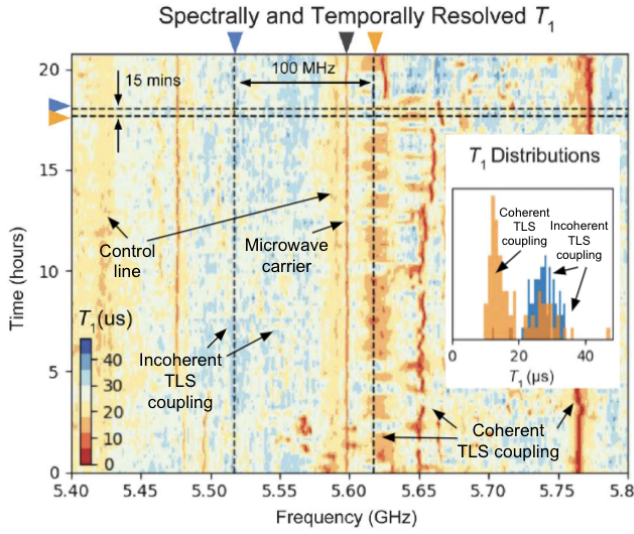 Spectrally and Temporally Resolved T1
20
15
10
5
0
Time (hours)
15 mins
100 MHz
Control
line
Microwave
carrier
T1(us)
40
30
20
10
0
Incoherent
TLS
coupling
T1 Distributions
Coherent
TLS
coupling
Incoherent
TLS
coupling
0 20 40
T1 (µs)
Coherent
TLS coupling
5.40 5.45 5.50 5.55 5.60 5.65 5.70 5.75 5.8
Frequency (GHz)